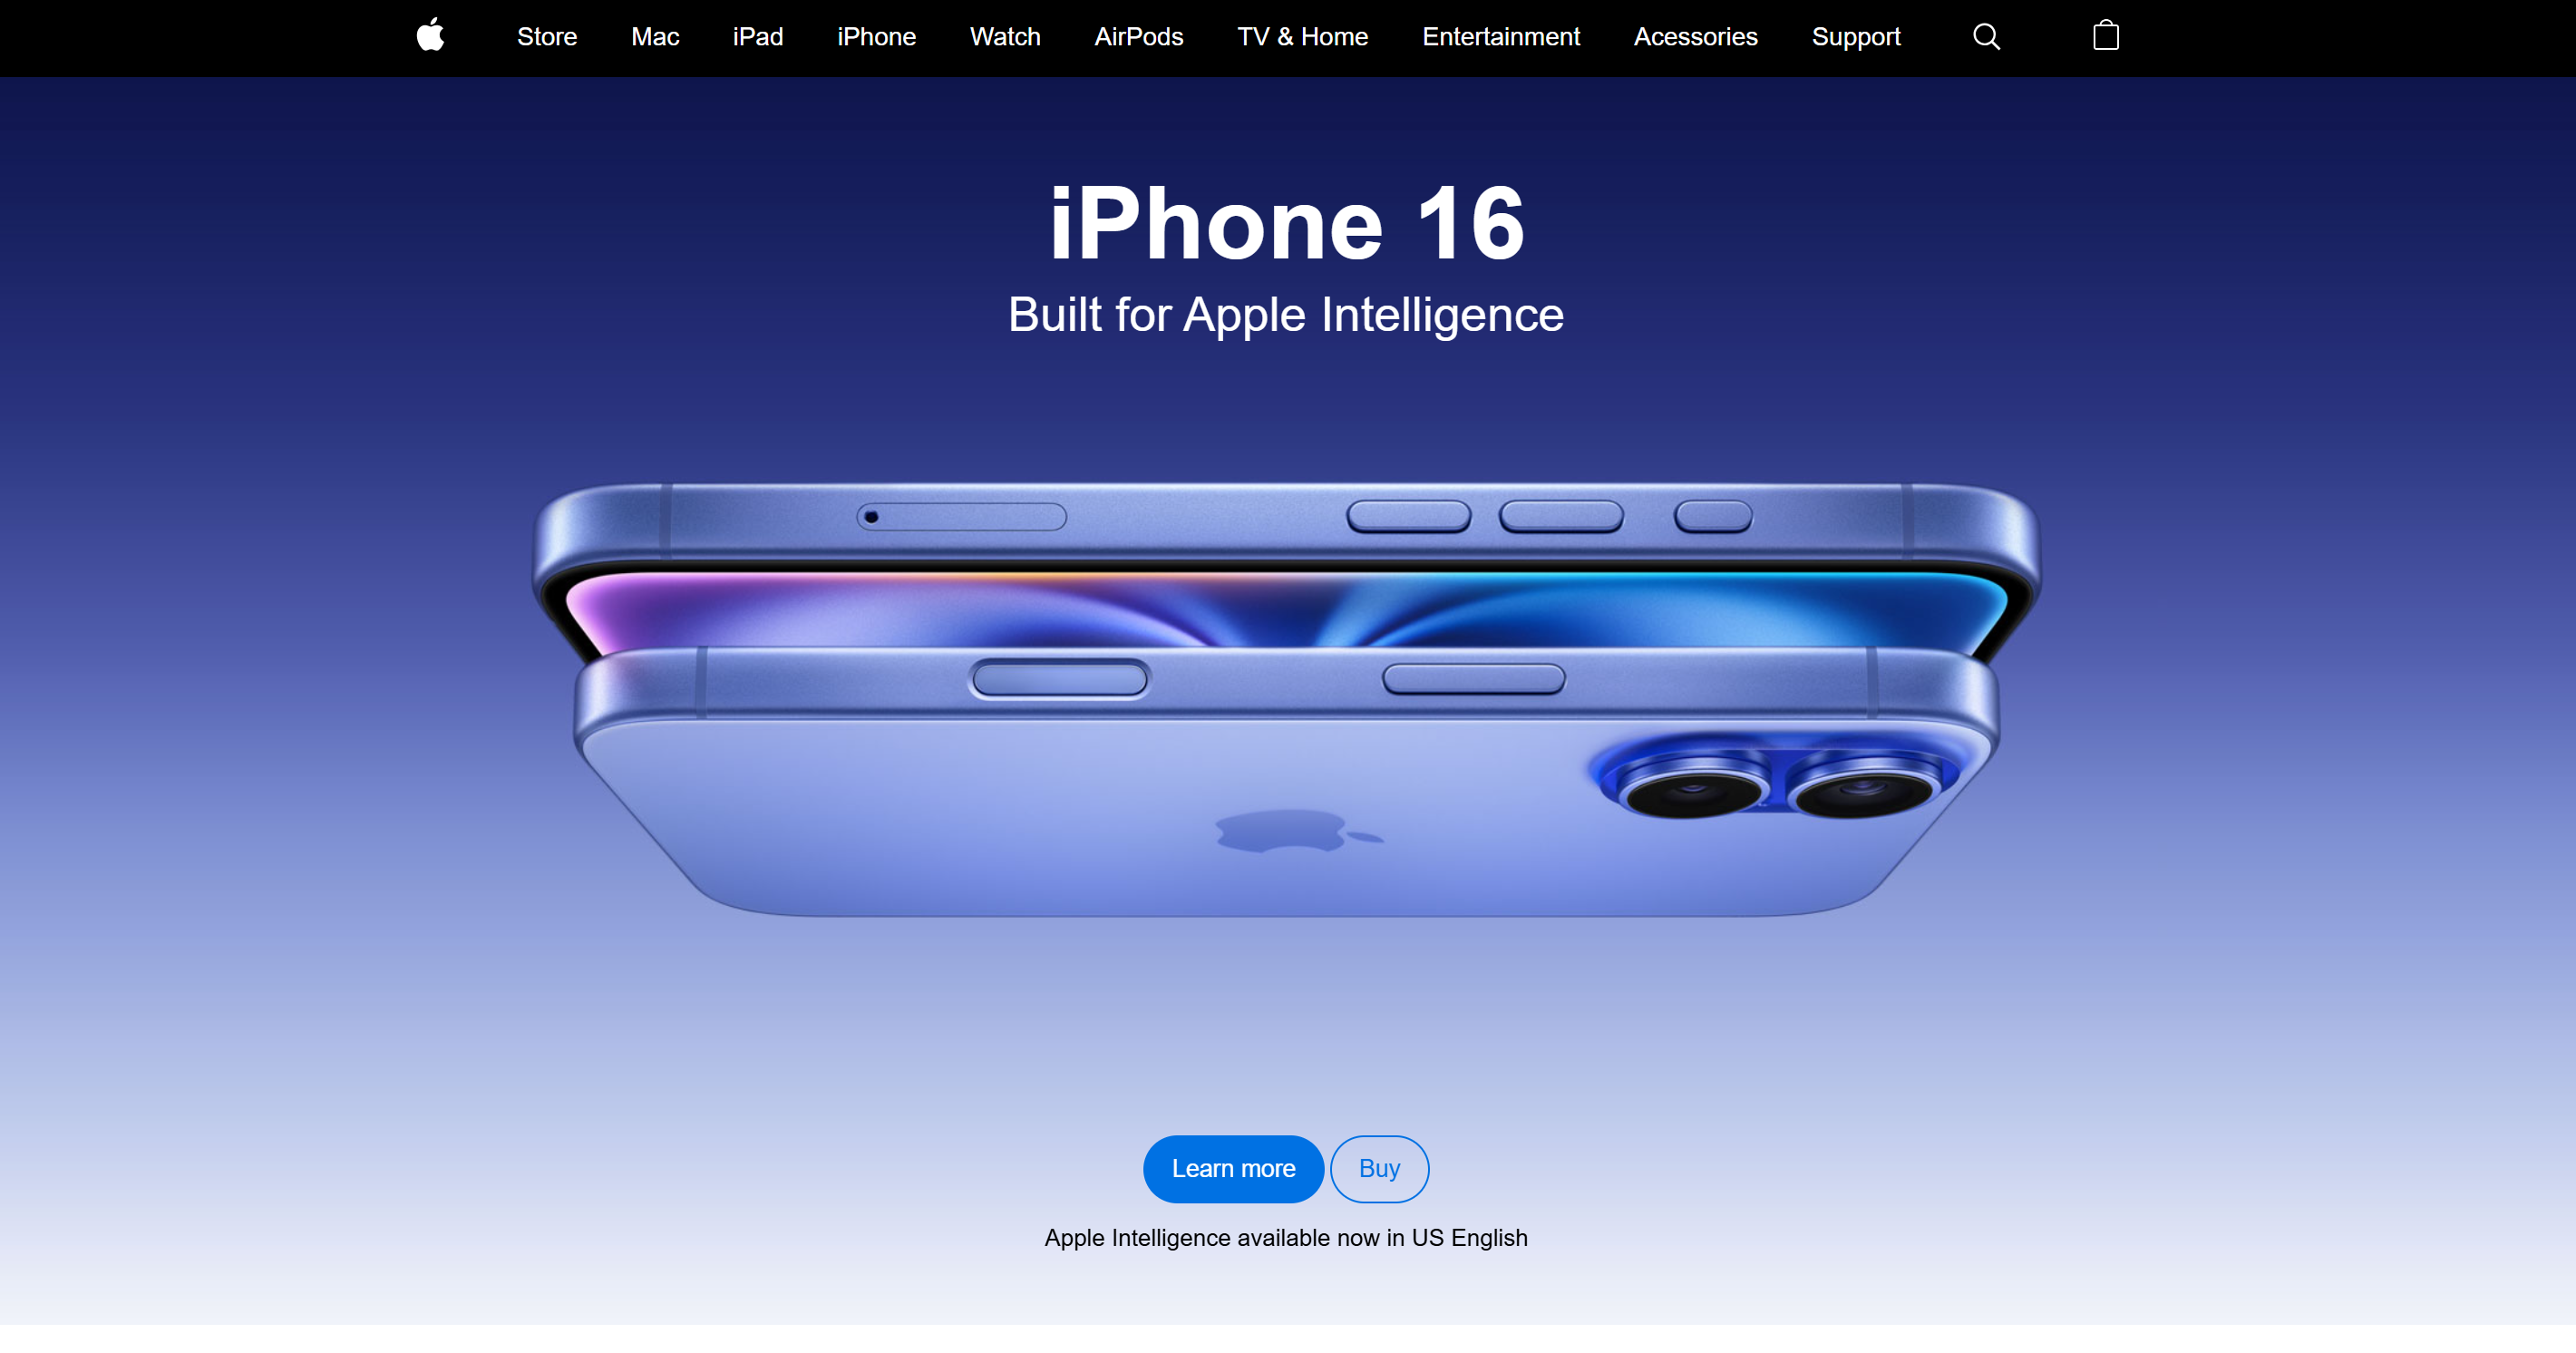 Store Mac iPad iPhone Watch AirPods TV & Home Entertainment Acessories Support
iPhone 16
Built for Apple Intelligence
Learn more Buy
Apple Intelligence available now in US English